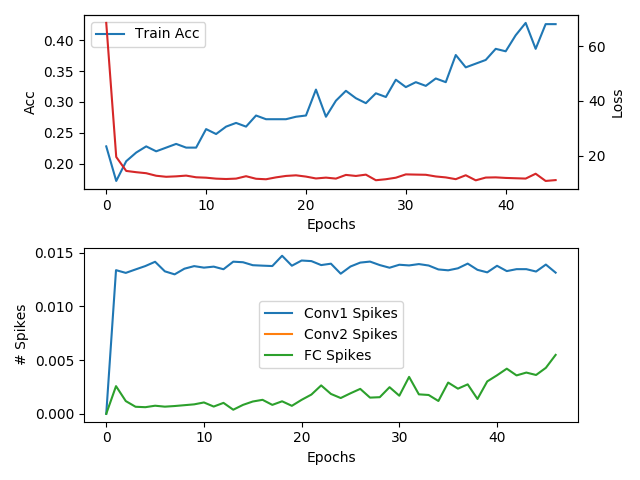 Train Acc
Acc
0.40
0.35
0.30
0.25
0.20
60
40
20
Loss
0
10
20
30
40
Epochs
# Spikes
0.015
0.010
0.005
0.000
Conv1 Spikes
Conv2 Spikes
FC Spikes
0
10
20
30
40
Epochs